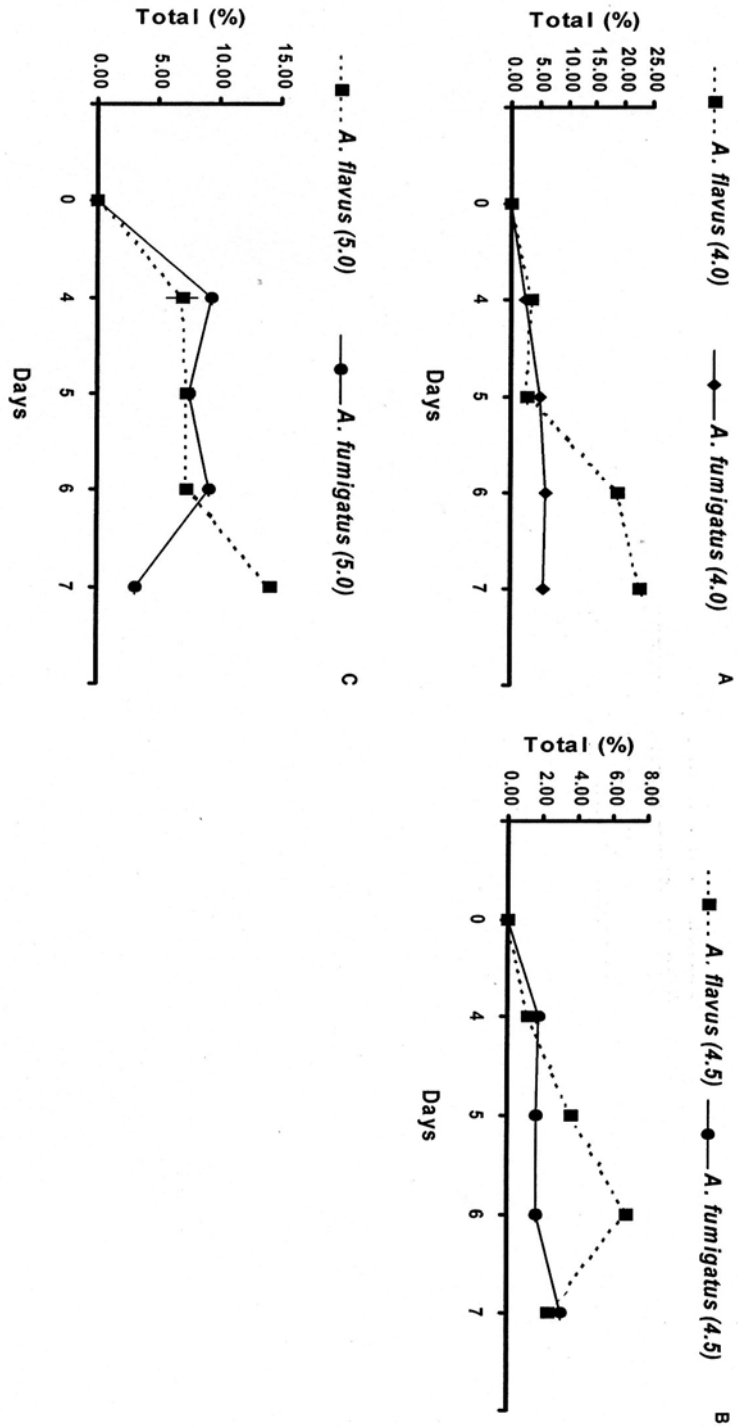 A
A. flavus (4.0) A. fumigatus (4.0)
Total (%)
25.00
20.00
15.00
10.00
5.00
0.00
0 4 5 6 7
Days
B
A. flavus (4.5) A. fumigatus (4.5)
Total (%)
8.00
6.00
4.00
2.00
0.00
0 4 5 6 7
Days
C
A. flavus (5.0) A. fumigatus (5.0)
Total (%)
15.00
10.00
5.00
0.00
0 4 5 6 7
Days